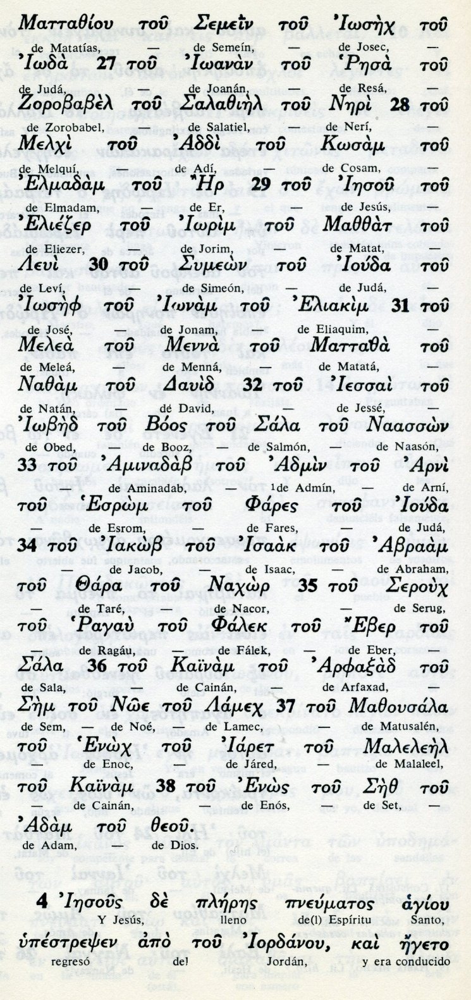 Ματταθίου τοῦ Σεμεῒν τοῦ Ἰωσὴχ τοῦ
de Matatías, — de Semeín, — de Josec, —
Ἰωδὰ 27 τοῦ Ἰωανὰν τοῦ Ῥησὰ τοῦ
de Judá, — de Joanán, — de Resá, —
Ζοροβαβὲλ τοῦ Σαλαθιὴλ τοῦ Νηρὶ 28 τοῦ
de Zorobabel, — de Salatiel, — de Nerí, —
Μελχὶ τοῦ Ἀδδὶ τοῦ Κωσὰμ τοῦ
de Melquí, — de Adí, — de Cosam, —
Ἐλμαδὰμ τοῦ Ἢρ 29 τοῦ Ἰησοῦ τοῦ
de Elmadam, — de Er, — de Jesús, —
Ἐλιέζερ τοῦ Ἰωρὶμ τοῦ Μαθθὰτ τοῦ
de Eliezer, — de Jorim, — de Matat, —
Λευὶ 30 τοῦ Συμεὼν τοῦ Ἰούδα τοῦ
de Leví, — de Simeón, — de Judá, —
Ἰωσὴφ τοῦ Ἰωνὰμ τοῦ Ἐλιακὶμ 31 τοῦ
de José, — de Jonam, — de Eliaquim, —
Μελεὰ τοῦ Μεννὰ τοῦ Ματταθὰ τοῦ
de Meleá, — de Menná, — de Matatá, —
Ναθὰμ τοῦ Δαυὶδ 32 τοῦ Ἰεσσαὶ τοῦ
de Natán, — de David, — de Jessé, —
Ἰωβὴδ τοῦ Βόος τοῦ Σάλα τοῦ Ναασσὼν
de Obed, — de Booz, — de Salmón, — de Naasón,
33 τοῦ Ἀμιναδὰβ τοῦ Ἀδμὶν τοῦ Ἀρνὶ
— de Aminadab, — ¹de Admín, — de Arní,
τοῦ Ἑσρὼμ τοῦ Φάρες τοῦ Ἰούδα
— de Esrom, — de Fares, — de Judá,
34 τοῦ Ἰακὼβ τοῦ Ἰσαὰκ τοῦ Ἀβραὰμ
— de Jacob, — de Isaac, — de Abraham,
τοῦ Θάρα τοῦ Ναχὼρ 35 τοῦ Σεροὺχ
— de Taré, — de Nacor, — de Serug,
τοῦ Ῥαγαὺ τοῦ Φάλεκ τοῦ Ἔβερ τοῦ
— de Ragáu, — de Fálek, — de Eber, —
Σάλα 36 τοῦ Καϊνὰμ τοῦ Ἀρφαξὰδ τοῦ
de Sala, — de Cainán, — de Arfaxad, —
Σὴμ τοῦ Νῶε τοῦ Λάμεχ 37 τοῦ Μαθουσάλα
de Sem, — de Noé, — de Lamec, — de Matusalén,
τοῦ Ἑνὼχ τοῦ Ἰάρετ τοῦ Μαλελεὴλ
— de Enoc, — de Járed, — de Malaleel,
τοῦ Καϊνὰμ 38 τοῦ Ἐνὼς τοῦ Σὴθ τοῦ
— de Cainán, — de Enós, — de Set, —
Ἀδὰμ τοῦ θεοῦ.
de Adam, — de Dios.
4 Ἰησοῦς δὲ πλήρης πνεύματος ἁγίου
Y Jesús, lleno de(l) Espíritu Santo,
ὑπέστρεψεν ἀπὸ τοῦ Ἰορδάνου, καὶ ἤγετο
regresó del Jordán, y era conducido